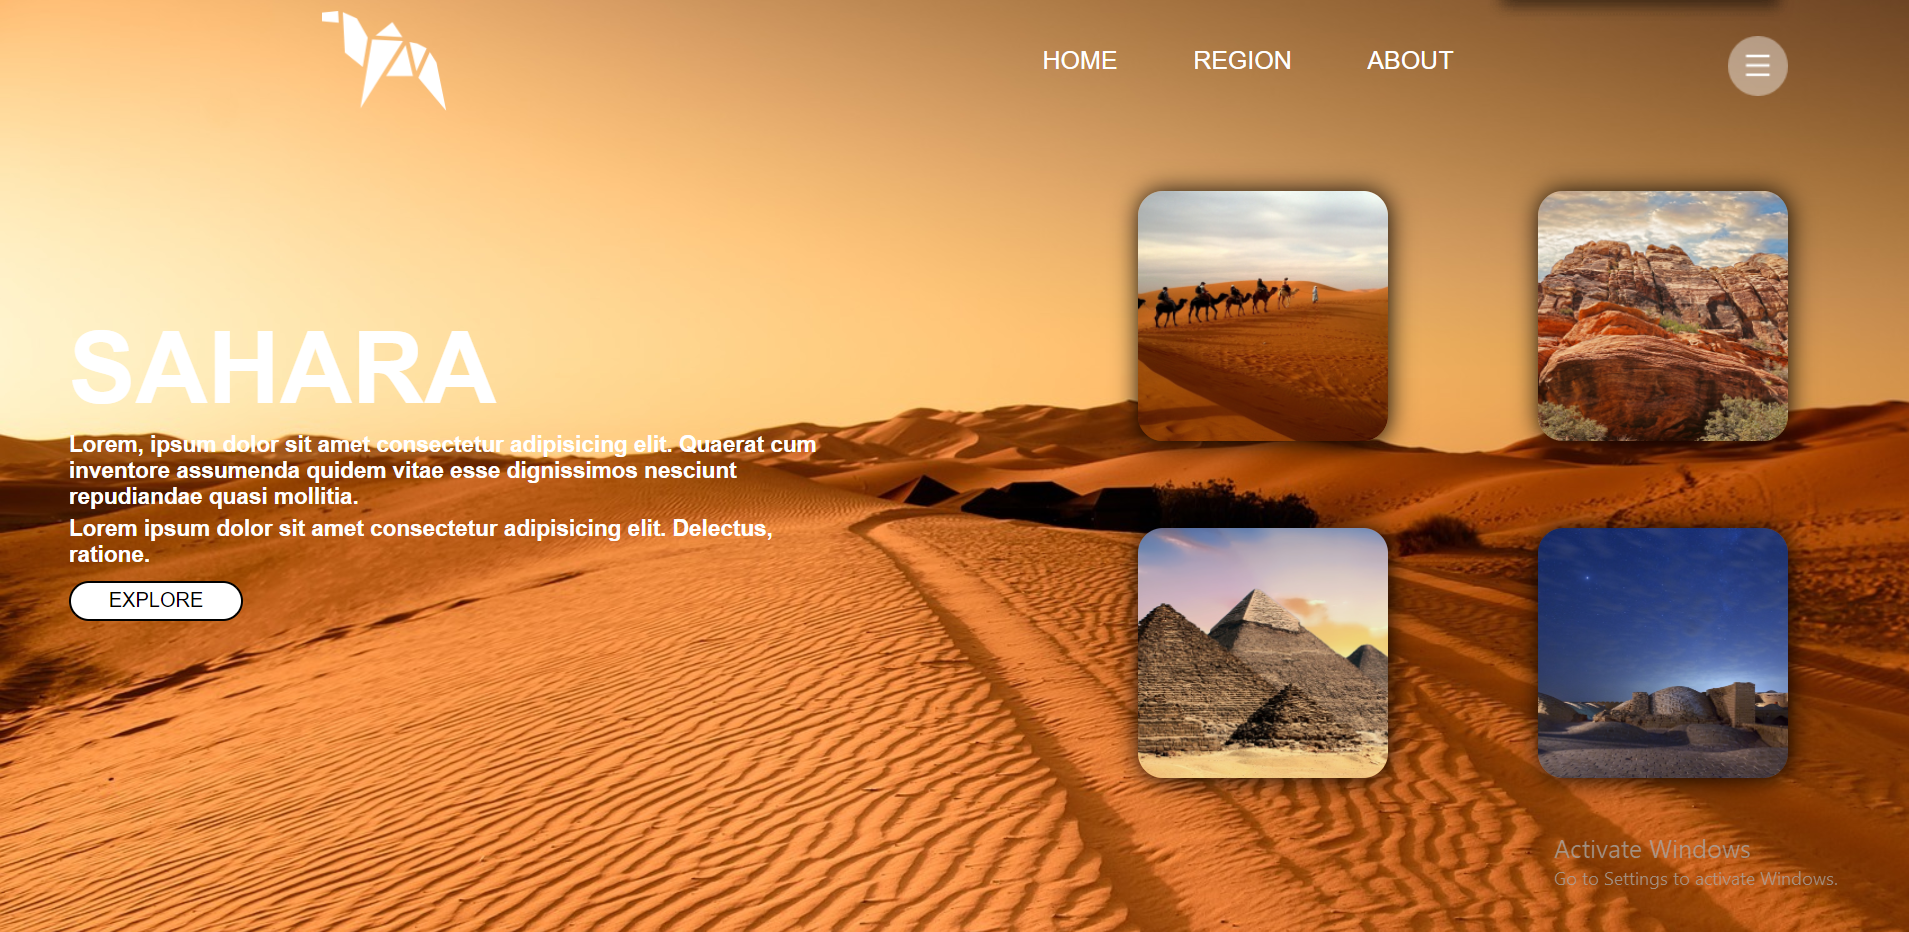 HOME REGION ABOUT
SAHARA
Lorem, ipsum dolor sit amet consectetur adipisicing elit. Quaerat cum
inventore assumenda quidem vitae esse dignissimos nesciunt
repudiandae quasi mollitia.
Lorem ipsum dolor sit amet consectetur adipisicing elit. Delectus,
ratione.
EXPLORE
Activate Windows
Go to Settings to activate Windows.